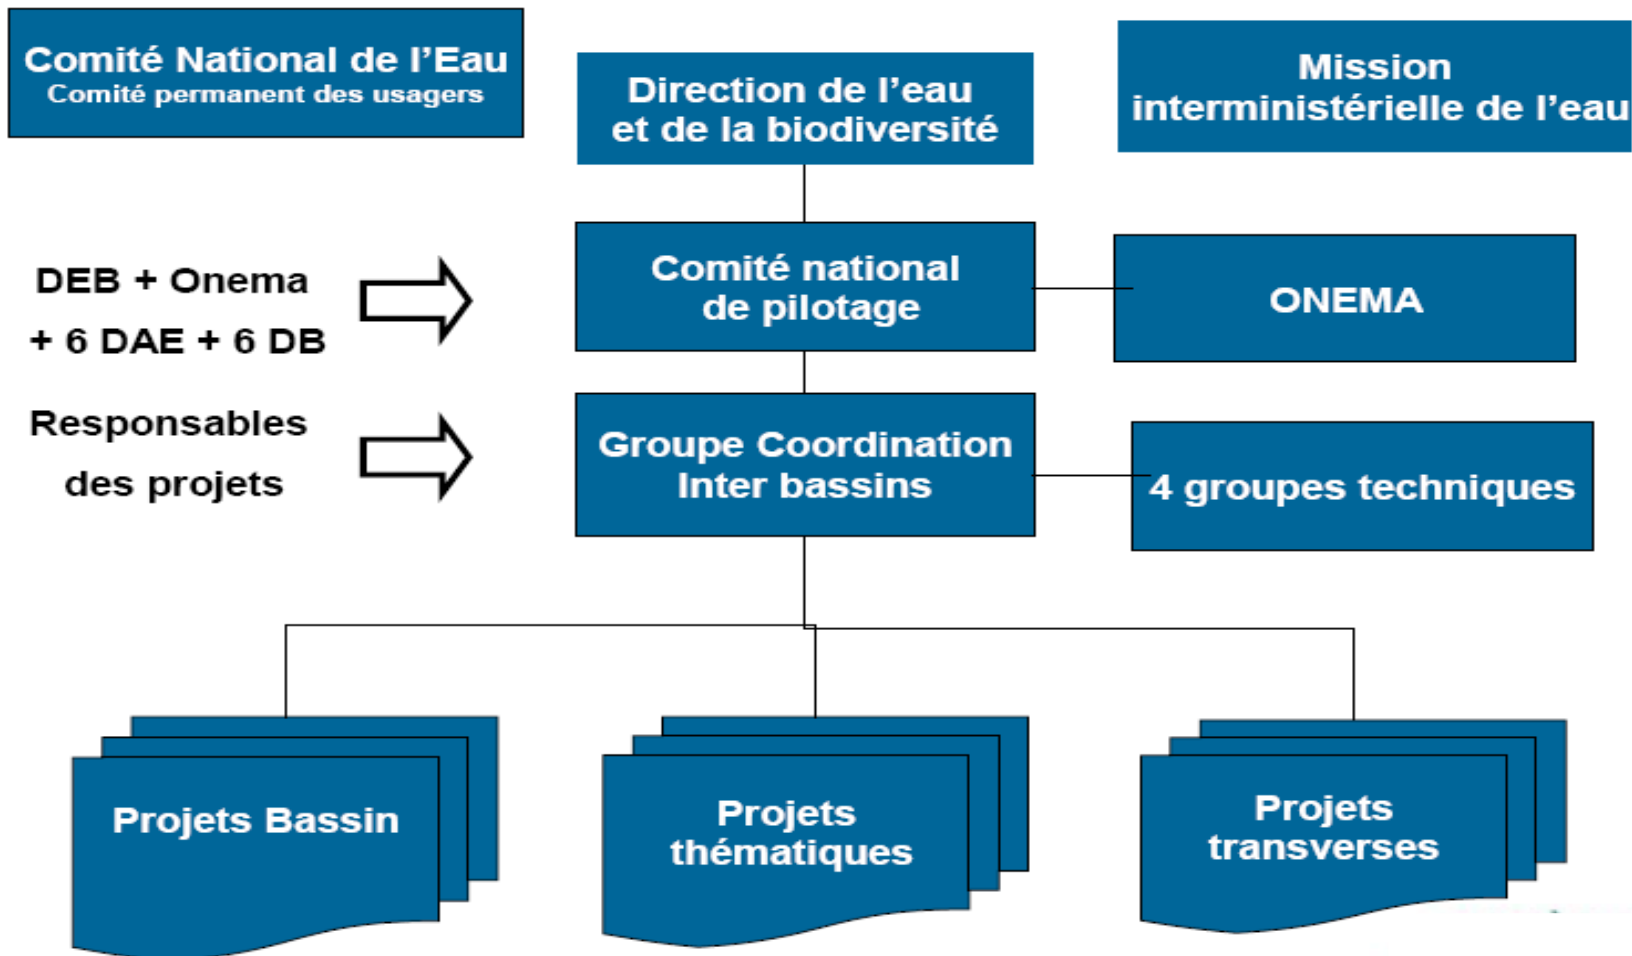 Comité National de l’Eau
Comité permanent des usagers
Direction de l’eau
et de la biodiversité
Mission
interministérielle de l’eau
DEB + Onema
+ 6 DAE + 6 DB
Comité national
de pilotage
ONEMA
Responsables
des projets
Groupe Coordination
Inter bassins
4 groupes techniques
Projets Bassin
Projets
thématiques
Projets
transverses